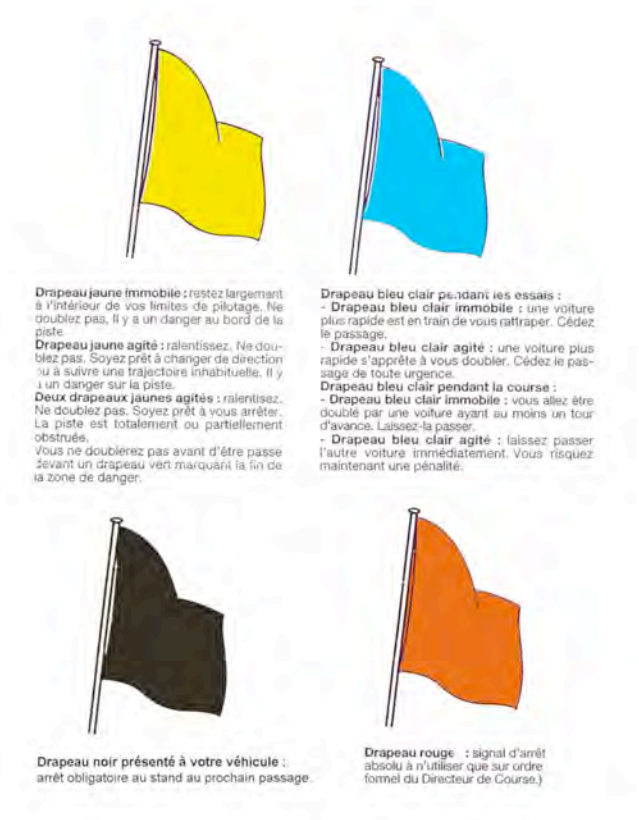 Drapeau jaune immobile : restez largement
à l'intérieur de vos limites de pilotage. Ne
doublez pas, Il y a un danger au bord de la
piste.
Drapeau jaune agité : ralentissez. Ne dou-
blez pas. Soyez prêt à changer de direction
ou à suivre une trajectoire inhabituelle. Il y
a un danger sur la piste.
Deux drapeaux jaunes agités : ralentisez.
Ne doublez pas. Soyez prêt à vous arrêter.
La piste est totalement ou partiellement
obstruée.
Vous ne doublerez pas avant d'être passe
devant un drapeau vert marquant la fin de
la zone de danger.
Drapeau bleu clair pendant les essais :
- Drapeau bleu clair immobile : une voiture
plus rapide est en train de vous rattraper. Cédez
le passage.
- Drapeau bleu clair agité : une voiture plus
rapide s'apprête à vous doubler. Cédez le pas-
sage de toute urgence.
Drapeau bleu clair pendant la course :
- Drapeau bleu clair immobile : vous allez être
doublé par une voiture ayant au moins un tour
d'avance. Laissez-la passer.
- Drapeau bleu clair agité : laissez passer
l'autre voiture immédiatement. Vous risquez
maintenant une pénalité.
Drapeau noir présenté à votre véhicule :
arrêt obligatoire au stand au prochain passage.
Drapeau rouge : signal d'arrêt
absolu à n'utiliser que sur ordre
formel du Directeur de Course.)